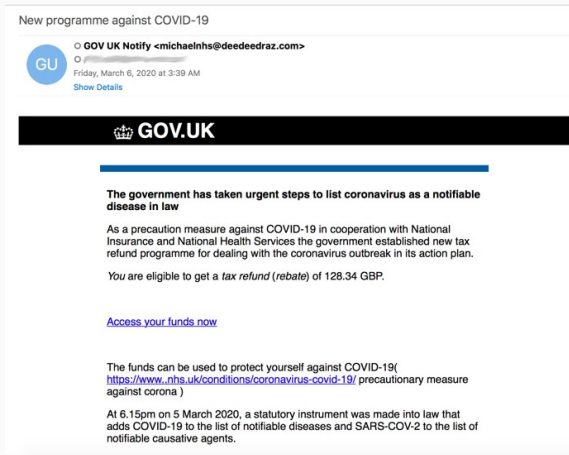 New programme against COVID-19
GU
GOV UK Notify <michaelnhs@deedeedraz.com>
Friday, March 6, 2020 at 3:39 AM
Show Details
GOV.UK
The government has taken urgent steps to list coronavirus as a notifiable
disease in law
As a precaution measure against COVID-19 in cooperation with National
Insurance and National Health Services the government established new tax
refund programme for dealing with the coronavirus outbreak in its action plan.
You are eligible to get a tax refund (rebate) of 128.34 GBP.
Access your funds now
The funds can be used to protect yourself against COVID-19(
https://www..nhs.uk/conditions/coronavirus-covid-19/ precautionary measure
against corona )
At 6.15pm on 5 March 2020, a statutory instrument was made into law that
adds COVID-19 to the list of notifiable diseases and SARS-COV-2 to the list of
notifiable causative agents.